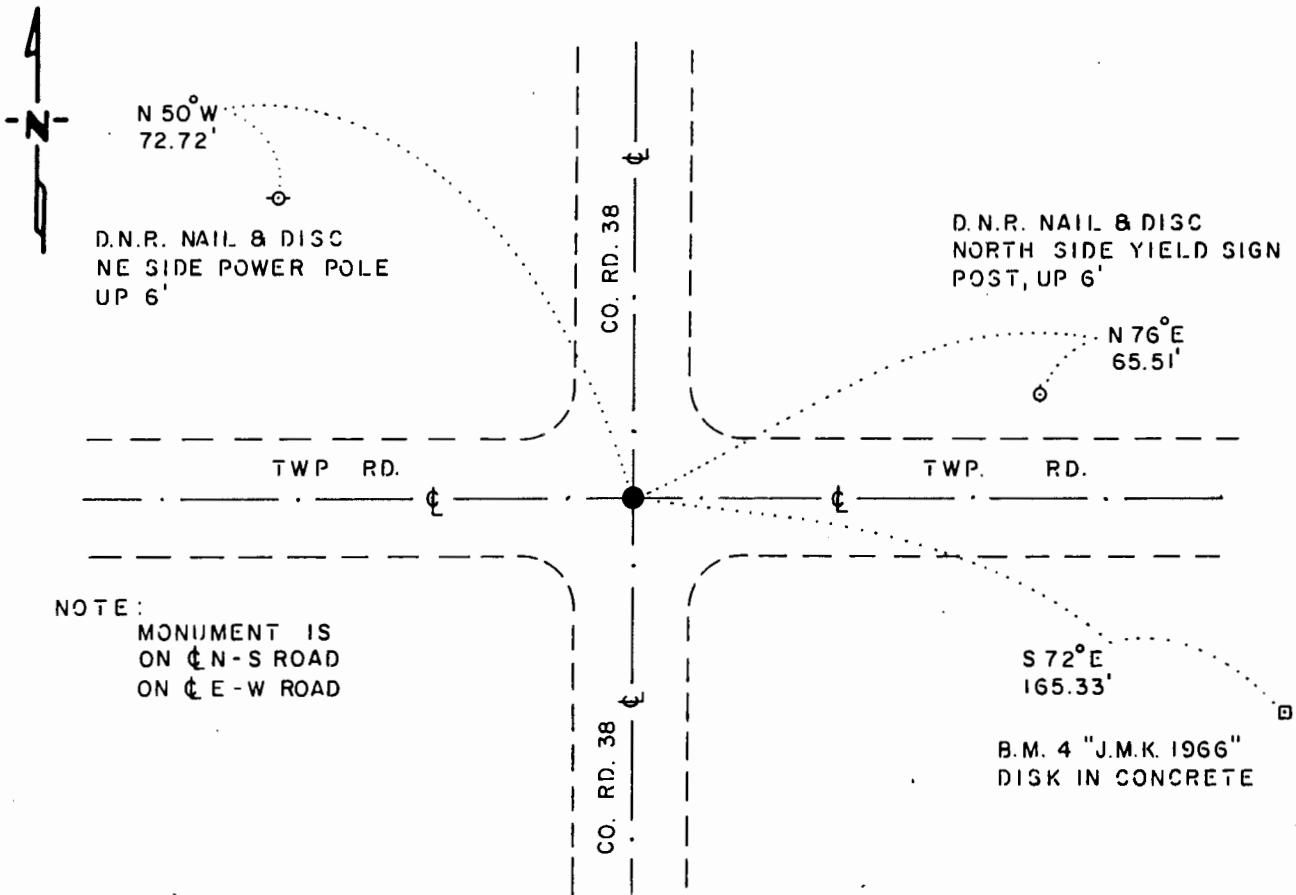 N
N 50°W
72.72'
D.N.R. NAIL & DISC
NE SIDE POWER POLE
UP 6'
CO. RD. 38
℄
D.N.R. NAIL & DISC
NORTH SIDE YIELD SIGN
POST, UP 6'
N 76°E
65.51'
TWP RD.
℄
℄
TWP. RD.
NOTE:
MONUMENT IS
ON ℄ N-S ROAD
ON ℄ E-W ROAD
CO. RD. 38
℄
S 72°E
165.33'
B.M. 4 "J.M.K. 1966"
DISK IN CONCRETE